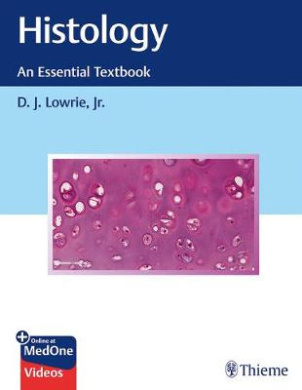 Histology
An Essential Textbook
D. J. Lowrie, Jr.
+ Online at
MedOne
Videos
Thieme